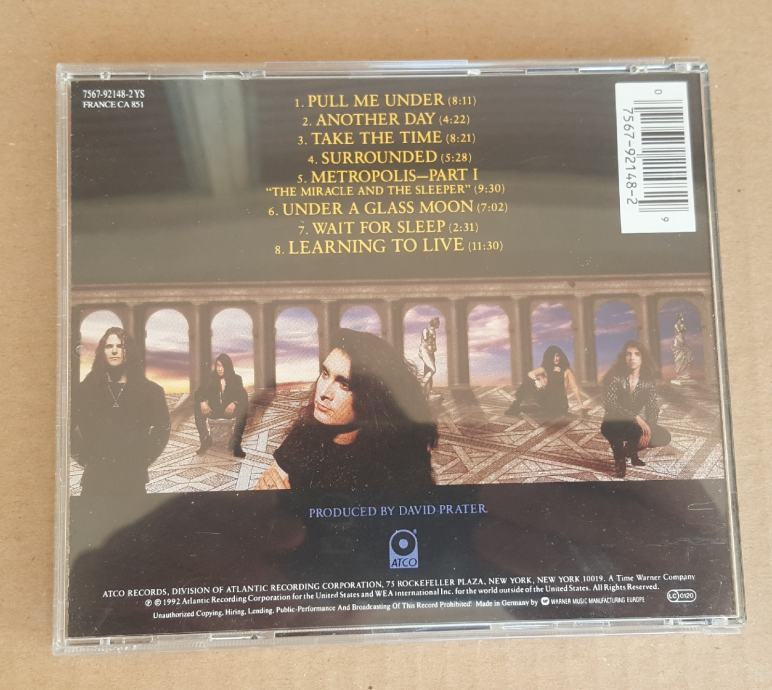 7567-92148-2 YS
FRANCE CA 851
1. PULL ME UNDER (8:11)
2. ANOTHER DAY (4:22)
3. TAKE THE TIME (8:21)
4. SURROUNDED (5:28)
5. METROPOLIS—PART I
"THE MIRACLE AND THE SLEEPER" (9:30)
6. UNDER A GLASS MOON (7:02)
7. WAIT FOR SLEEP (2:31)
8. LEARNING TO LIVE (11:30)
0
7567-92148-2
9
PRODUCED BY DAVID PRATER
ATCO
ATCO RECORDS, DIVISION OF ATLANTIC RECORDING CORPORATION, 75 ROCKEFELLER PLAZA, NEW YORK, NEW YORK 10019. A Time Warner Company
℗ © 1992 Atlantic Recording Corporation for the United States and WEA International Inc. for the world outside of the United States. All Rights Reserved.
Unauthorized Copying, Hiring, Lending, Public-Performance And Broadcasting Of This Record Prohibited! Made in Germany by WARNER MUSIC MANUFACTURING EUROPE
LC 0120